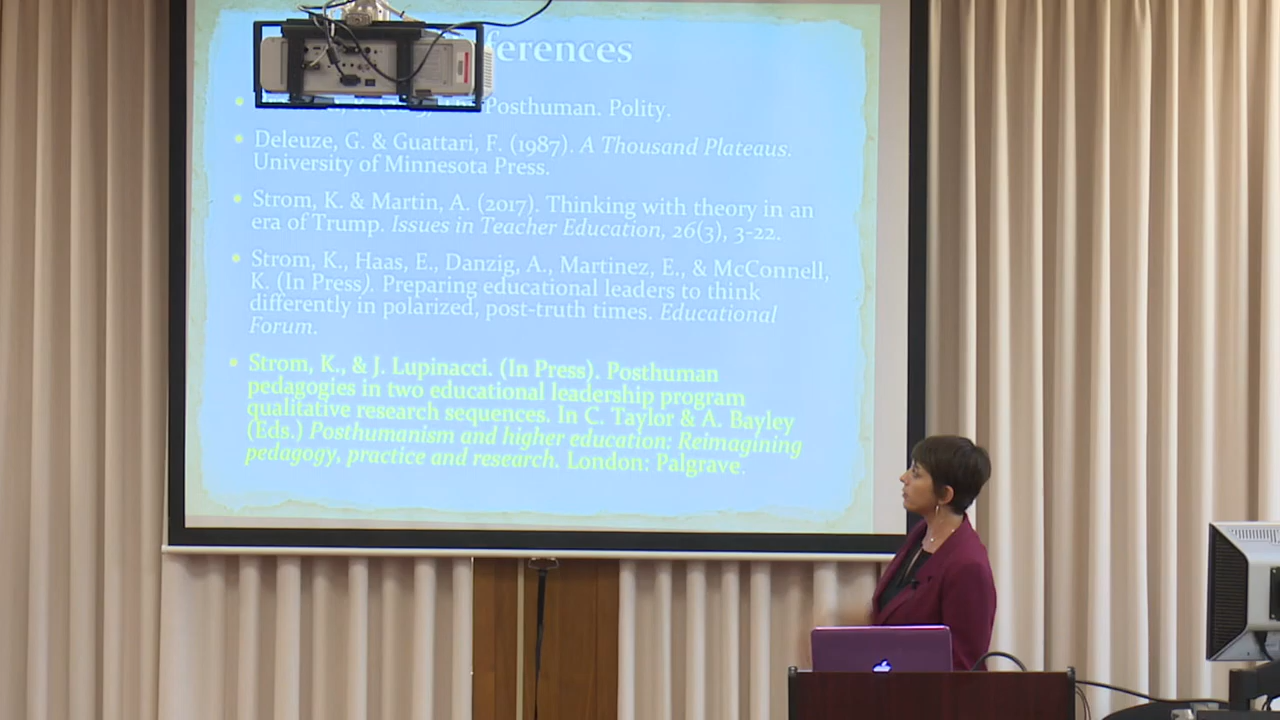 ferences
Posthuman. Polity.
Deleuze, G. & Guattari, F. (1987). A Thousand Plateaus.
University of Minnesota Press.
Strom, K. & Martin, A. (2017). Thinking with theory in an
era of Trump. Issues in Teacher Education, 26(3), 3-22.
Strom, K., Haas, E., Danzig, A., Martinez, E., & McConnell,
K. (In Press). Preparing educational leaders to think
differently in polarized, post-truth times. Educational
Forum.
Strom, K., & J. Lupinacci. (In Press). Posthuman
pedagogies in two educational leadership program
qualitative research sequences. In C. Taylor & A. Bayley
(Eds.) Posthumanism and higher education: Reimagining
pedagogy, practice and research. London: Palgrave.